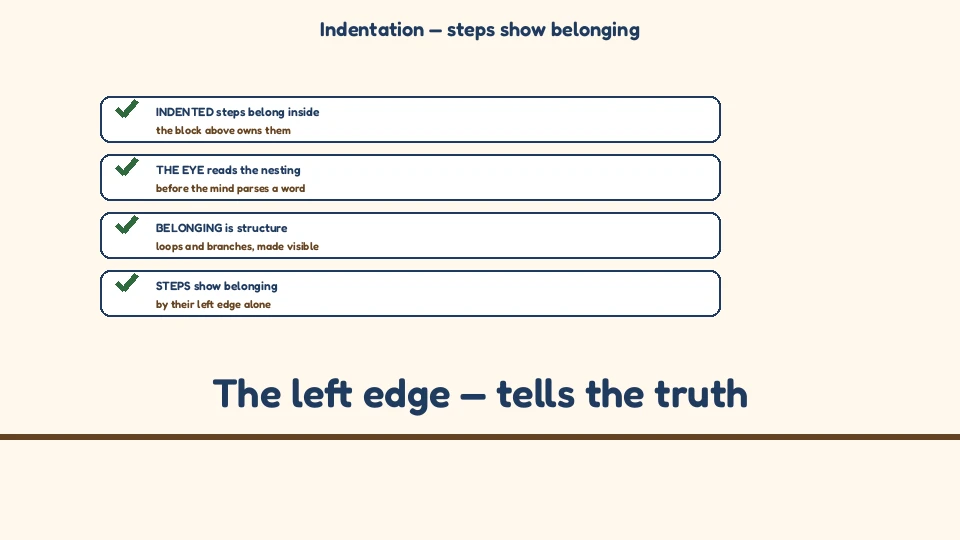 Indentation — steps show belonging
INDENTED steps belong inside
the block above owns them
THE EYE reads the nesting
before the mind parses a word
BELONGING is structure
loops and branches, made visible
STEPS show belonging
by their left edge alone
The left edge — tells the truth